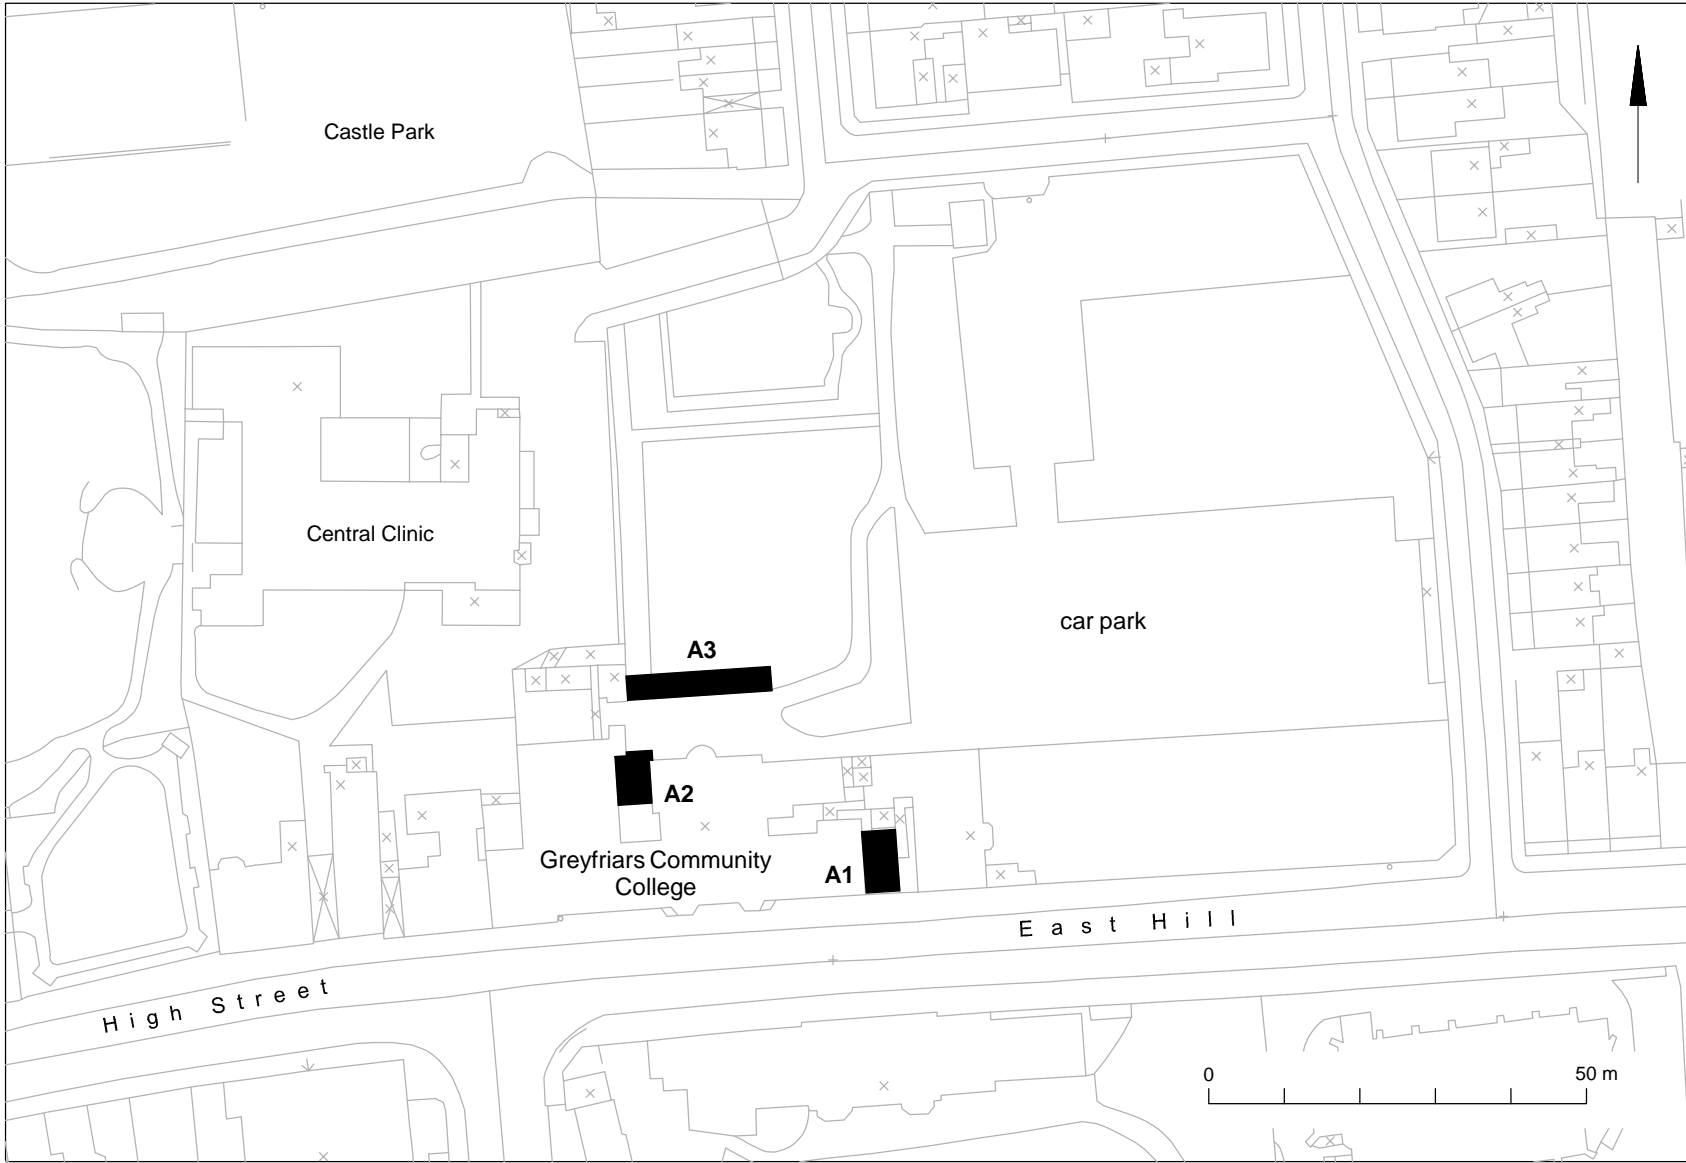 Castle Park
Central Clinic
car park
A3
A2
Greyfriars Community
College
A1
East Hill
High Street
0
50 m